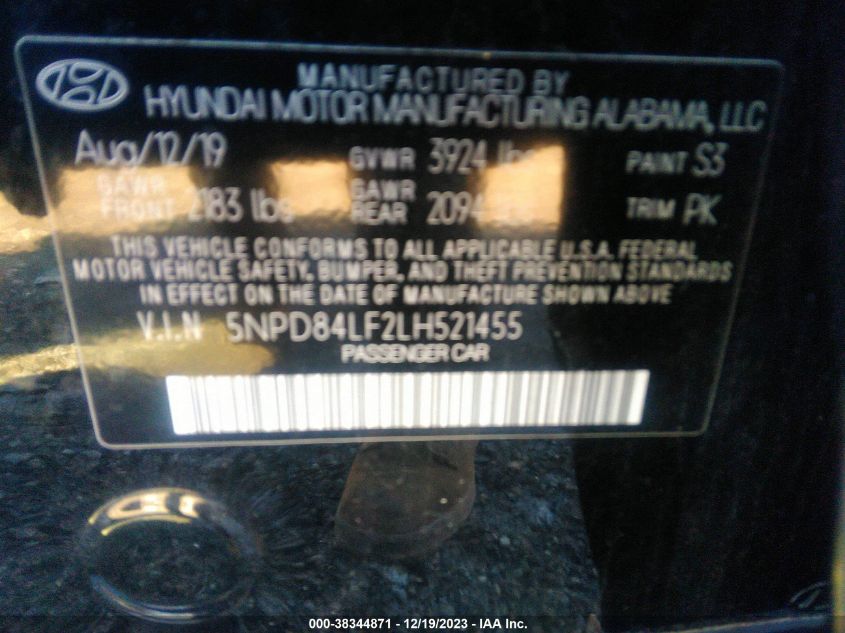 MANUFACTURED BY
HYUNDAI MOTOR MANUFACTURING ALABAMA, LLC
Aug/12/19 GVWR 3924 lbs PAINT S3
GAWR FRONT 2183 lbs GAWR REAR 2094 lbs TRIM PK
THIS VEHICLE CONFORMS TO ALL APPLICABLE U.S.A. FEDERAL
MOTOR VEHICLE SAFETY, BUMPER, AND THEFT PREVENTION STANDARDS
IN EFFECT ON THE DATE OF MANUFACTURE SHOWN ABOVE
V.I.N 5NPD84LF2LH521455
PASSENGER CAR
000-38344871 - 12/19/2023 - IAA Inc.